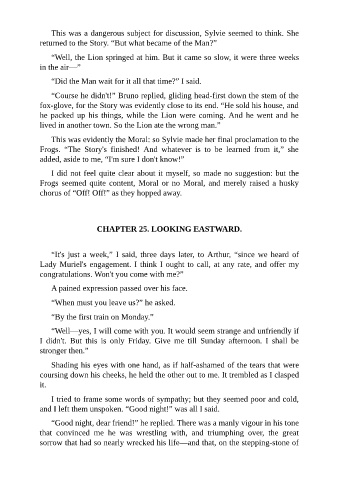 This was a dangerous subject for discussion, Sylvie seemed to think. She
returned to the Story. “But what became of the Man?”
“Well, the Lion springed at him. But it came so slow, it were three weeks
in the air—”
“Did the Man wait for it all that time?” I said.
“Course he didn't!” Bruno replied, gliding head-first down the stem of the
fox-glove, for the Story was evidently close to its end. “He sold his house, and
he packed up his things, while the Lion were coming. And he went and he
lived in another town. So the Lion ate the wrong man.”
This was evidently the Moral: so Sylvie made her final proclamation to the
Frogs. “The Story's finished! And whatever is to be learned from it,” she
added, aside to me, “I'm sure I don't know!”
I did not feel quite clear about it myself, so made no suggestion: but the
Frogs seemed quite content, Moral or no Moral, and merely raised a husky
chorus of “Off! Off!” as they hopped away.
CHAPTER 25. LOOKING EASTWARD.
“It's just a week,” I said, three days later, to Arthur, “since we heard of
Lady Muriel's engagement. I think I ought to call, at any rate, and offer my
congratulations. Won't you come with me?”
A pained expression passed over his face.
“When must you leave us?” he asked.
“By the first train on Monday.”
“Well—yes, I will come with you. It would seem strange and unfriendly if
I didn't. But this is only Friday. Give me till Sunday afternoon. I shall be
stronger then.”
Shading his eyes with one hand, as if half-ashamed of the tears that were
coursing down his cheeks, he held the other out to me. It trembled as I clasped
it.
I tried to frame some words of sympathy; but they seemed poor and cold,
and I left them unspoken. “Good night!” was all I said.
“Good night, dear friend!” he replied. There was a manly vigour in his tone
that convinced me he was wrestling with, and triumphing over, the great
sorrow that had so nearly wrecked his life—and that, on the stepping-stone of